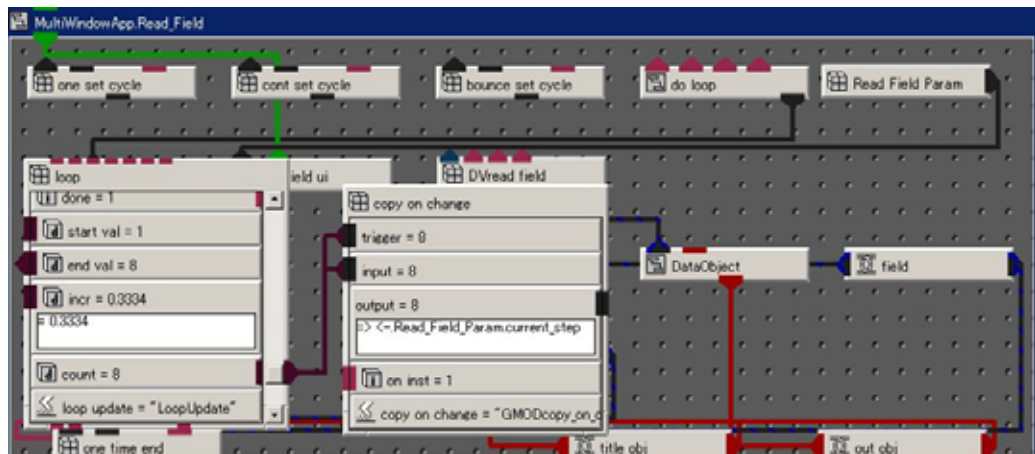 MultiWindowApp.Read_Field
one set cycle
cont set cycle
bounce set cycle
do loop
Read Field Param
loop
ield ui
DVread field
done = 1
copy on change
start val = 1
trigger = 8
end val = 8
input = 8
DataObject
field
incr = 0.3334
output = 8
= 0.3334
=> <-.Read_Field_Param.current_step
count = 8
on inst = 1
loop update = "LoopUpdate"
copy on change = "GMODcopy_on_c
one time end
title obj
out obj